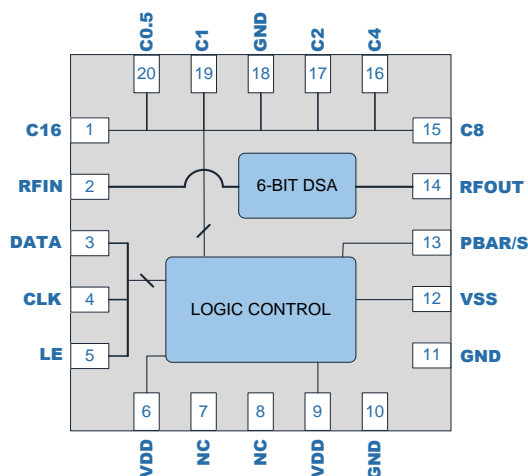 C0.5 C1 GND C2 C4
20 19 18 17 16
C16 1 15 C8
RFIN 2 6-BIT DSA 14 RFOUT
DATA 3 13 PBAR/S
CLK 4 LOGIC CONTROL 12 VSS
LE 5 11 GND
6 7 8 9 10
VDD NC NC VDD GND